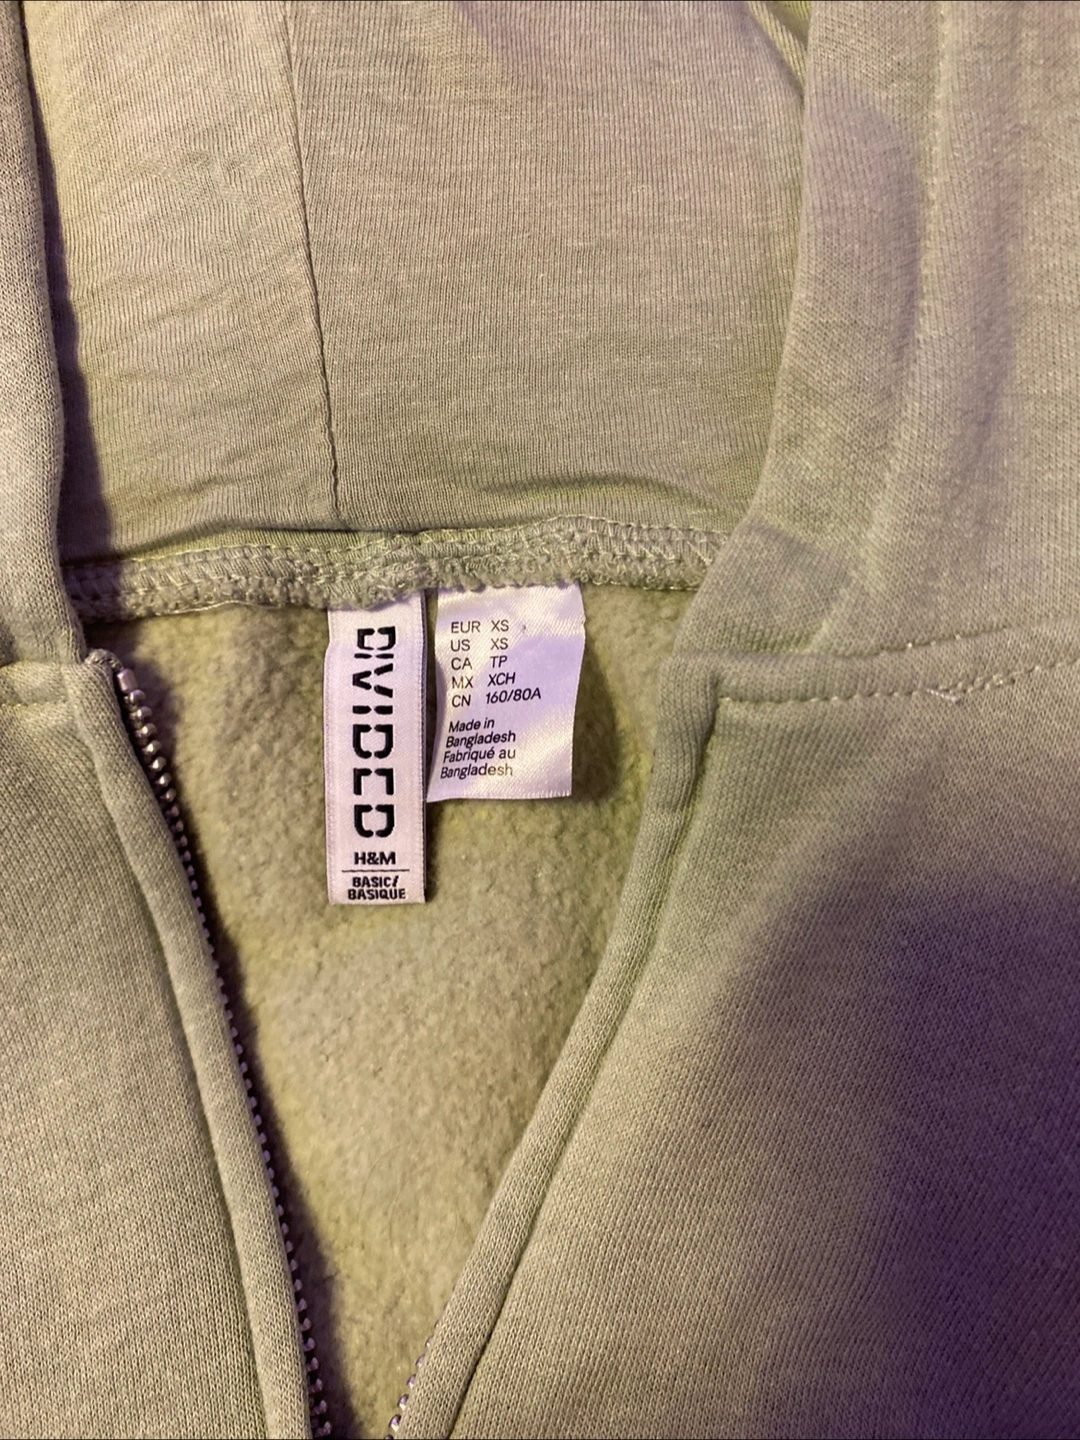 DIVIDED
H&M
BASIC/
BASIQUE
EUR XS
US XS
CA TP
MX XCH
CN 160/80A
Made in
Bangladesh
Fabriqué au
Bangladesh